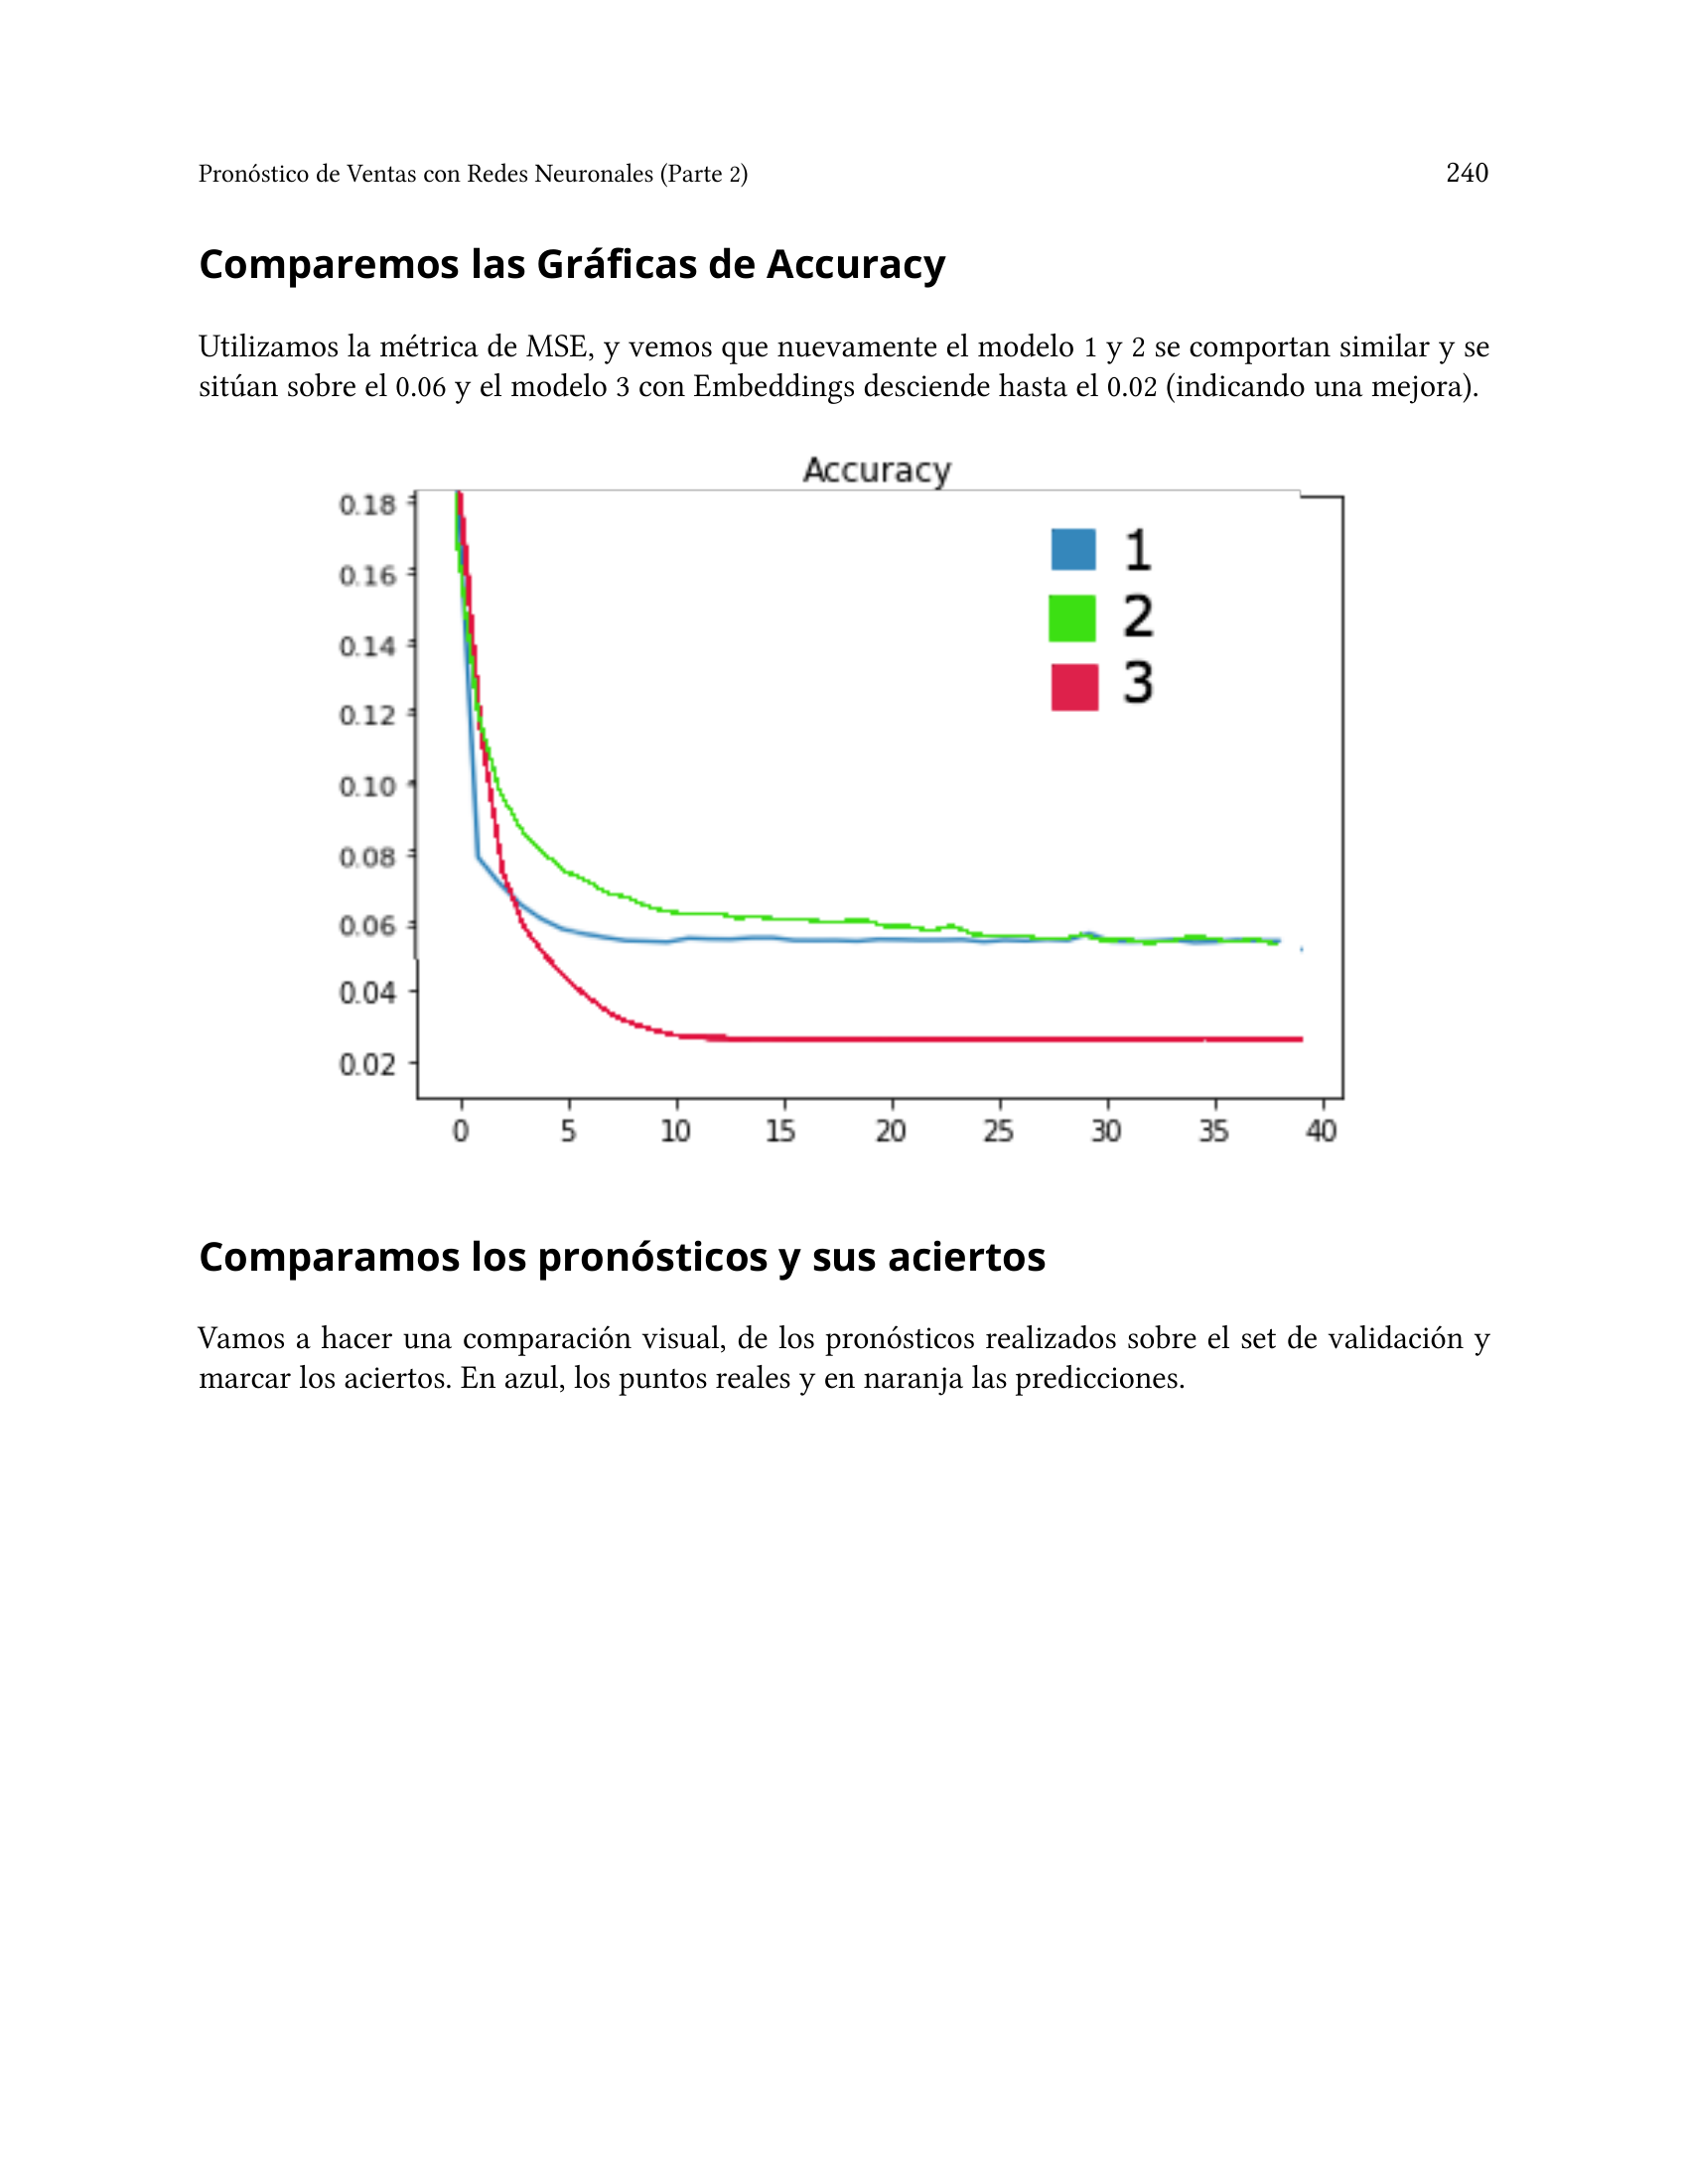 Pronóstico de Ventas con Redes Neuronales (Parte 2) 240
Comparemos las Gráficas de Accuracy
Utilizamos la métrica de MSE, y vemos que nuevamente el modelo 1 y 2 se comportan similar y se
sitúan sobre el 0.06 y el modelo 3 con Embeddings desciende hasta el 0.02 (indicando una mejora).
Accuracy
0.18
0.16
0.14
0.12
0.10
0.08
0.06
0.04
0.02
1
2
3
0 5 10 15 20 25 30 35 40
Comparamos los pronósticos y sus aciertos
Vamos a hacer una comparación visual, de los pronósticos realizados sobre el set de validación y
marcar los aciertos. En azul, los puntos reales y en naranja las predicciones.